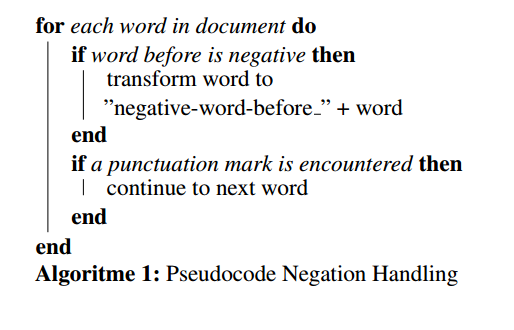 for each word in document do
if word before is negative then
transform word to
”negative-word-before_” + word
end
if a punctuation mark is encountered then
continue to next word
end
end
Algoritme 1: Pseudocode Negation Handling